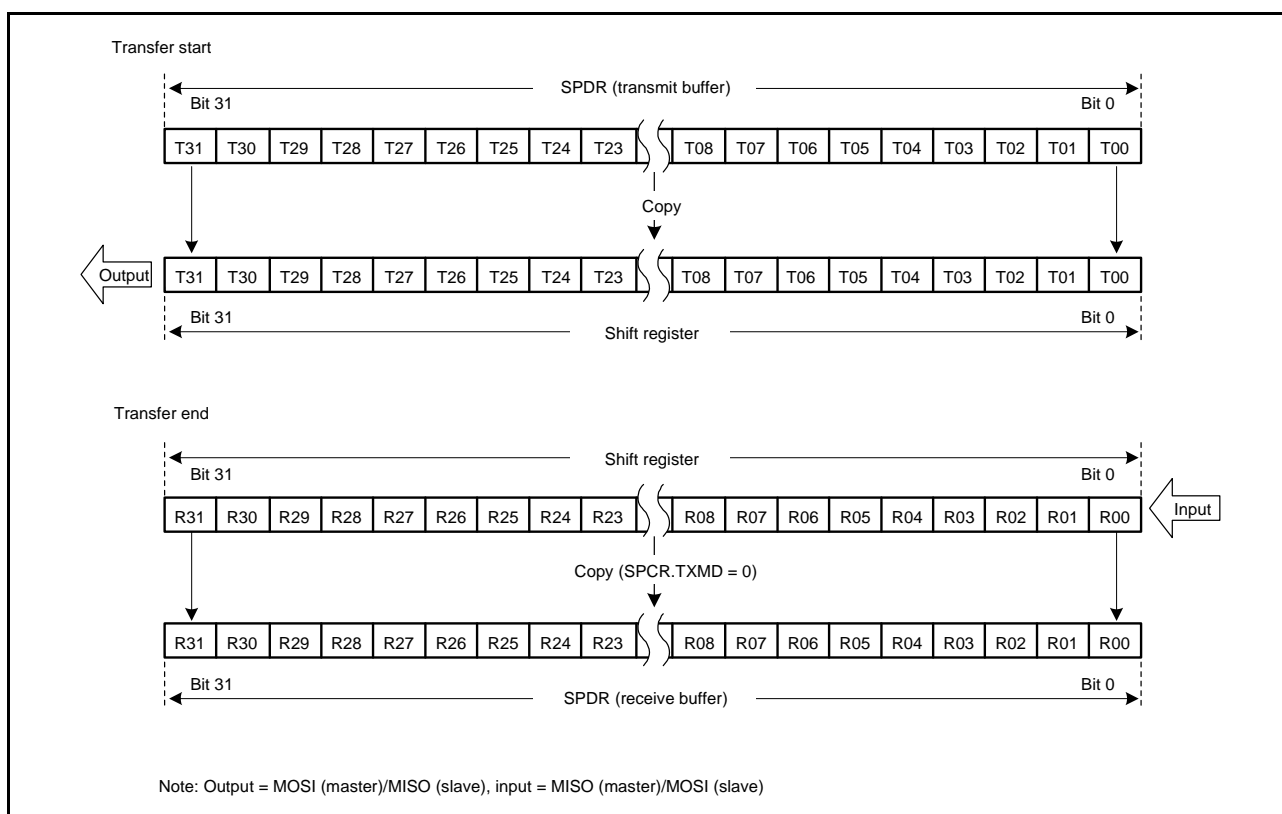 Transfer start
SPDR (transmit buffer)
Bit 31 Bit 0
T31 T30 T29 T28 T27 T26 T25 T24 T23 T08 T07 T06 T05 T04 T03 T02 T01 T00
Copy
Output T31 T30 T29 T28 T27 T26 T25 T24 T23 T08 T07 T06 T05 T04 T03 T02 T01 T00
Bit 31 Bit 0
Shift register
Transfer end
Shift register
Bit 31 Bit 0
R31 R30 R29 R28 R27 R26 R25 R24 R23 R08 R07 R06 R05 R04 R03 R02 R01 R00 Input
Copy (SPCR.TXMD = 0)
R31 R30 R29 R28 R27 R26 R25 R24 R23 R08 R07 R06 R05 R04 R03 R02 R01 R00
Bit 31 Bit 0
SPDR (receive buffer)
Note: Output = MOSI (master)/MISO (slave), input = MISO (master)/MOSI (slave)